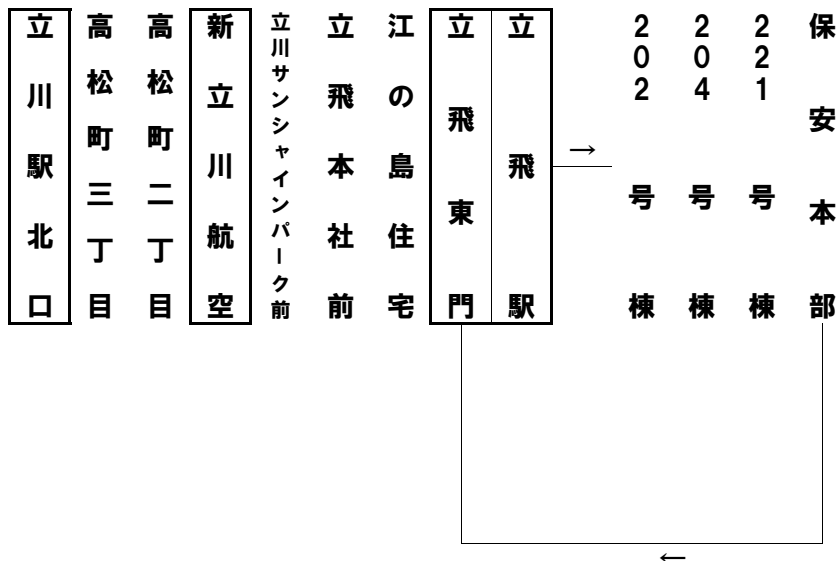 立川駅北口
高松町三丁目
高松町二丁目
新立川航空
立川サンシャインパーク前
立飛本社前
江の島住宅
立飛東門
立飛駅
→
202号棟
204号棟
221号棟
保安本部
←